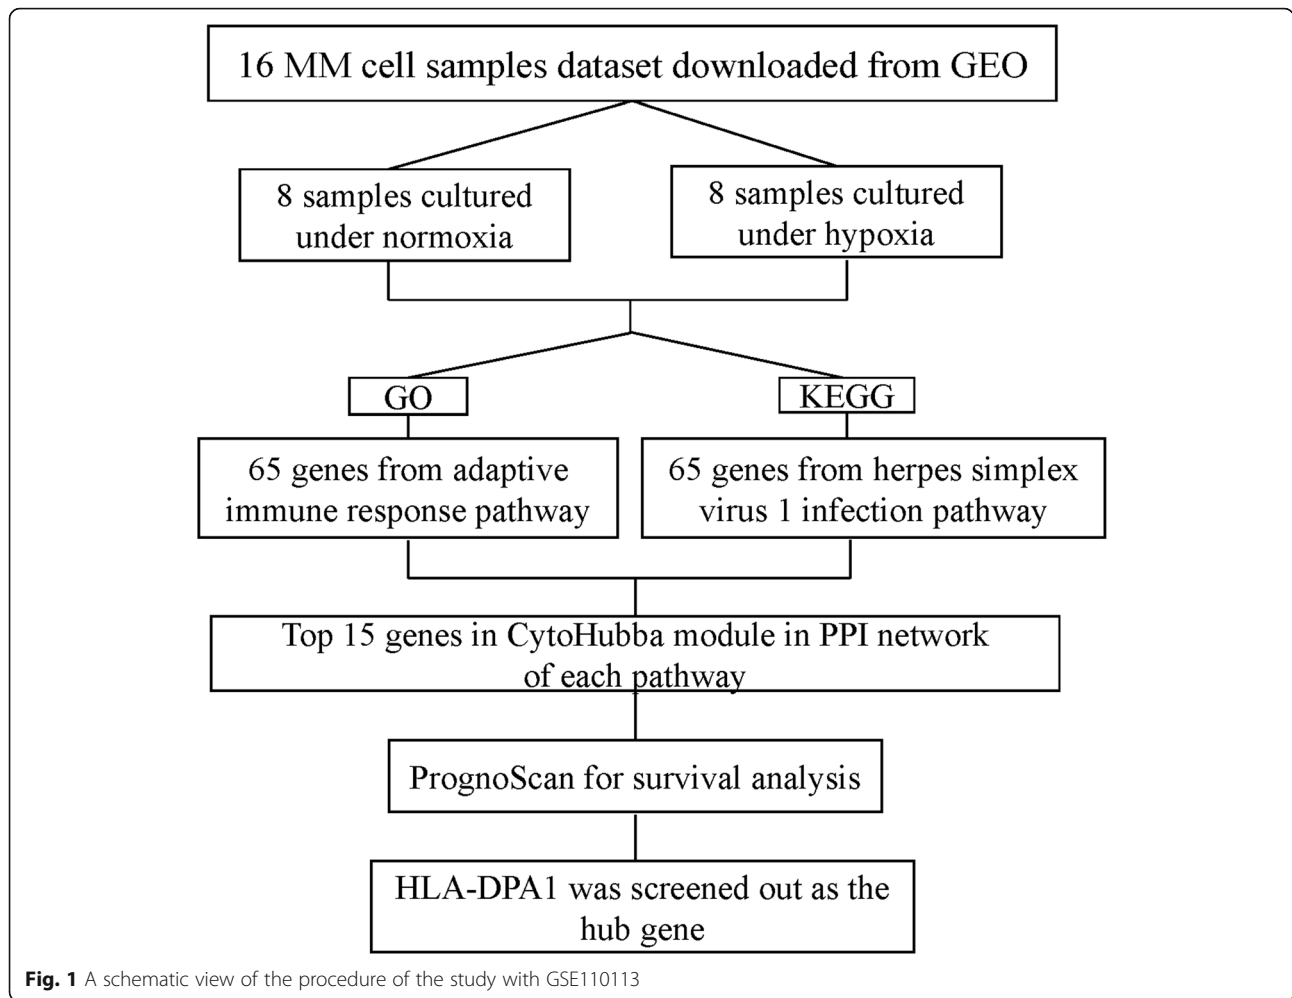 16 MM cell samples dataset downloaded from GEO
8 samples cultured
under normoxia
8 samples cultured
under hypoxia
GO
KEGG
65 genes from adaptive
immune response pathway
65 genes from herpes simplex
virus 1 infection pathway
Top 15 genes in CytoHubba module in PPI network
of each pathway
PrognoScan for survival analysis
HLA-DPA1 was screened out as the
hub gene
Fig. 1 A schematic view of the procedure of the study with GSE110113